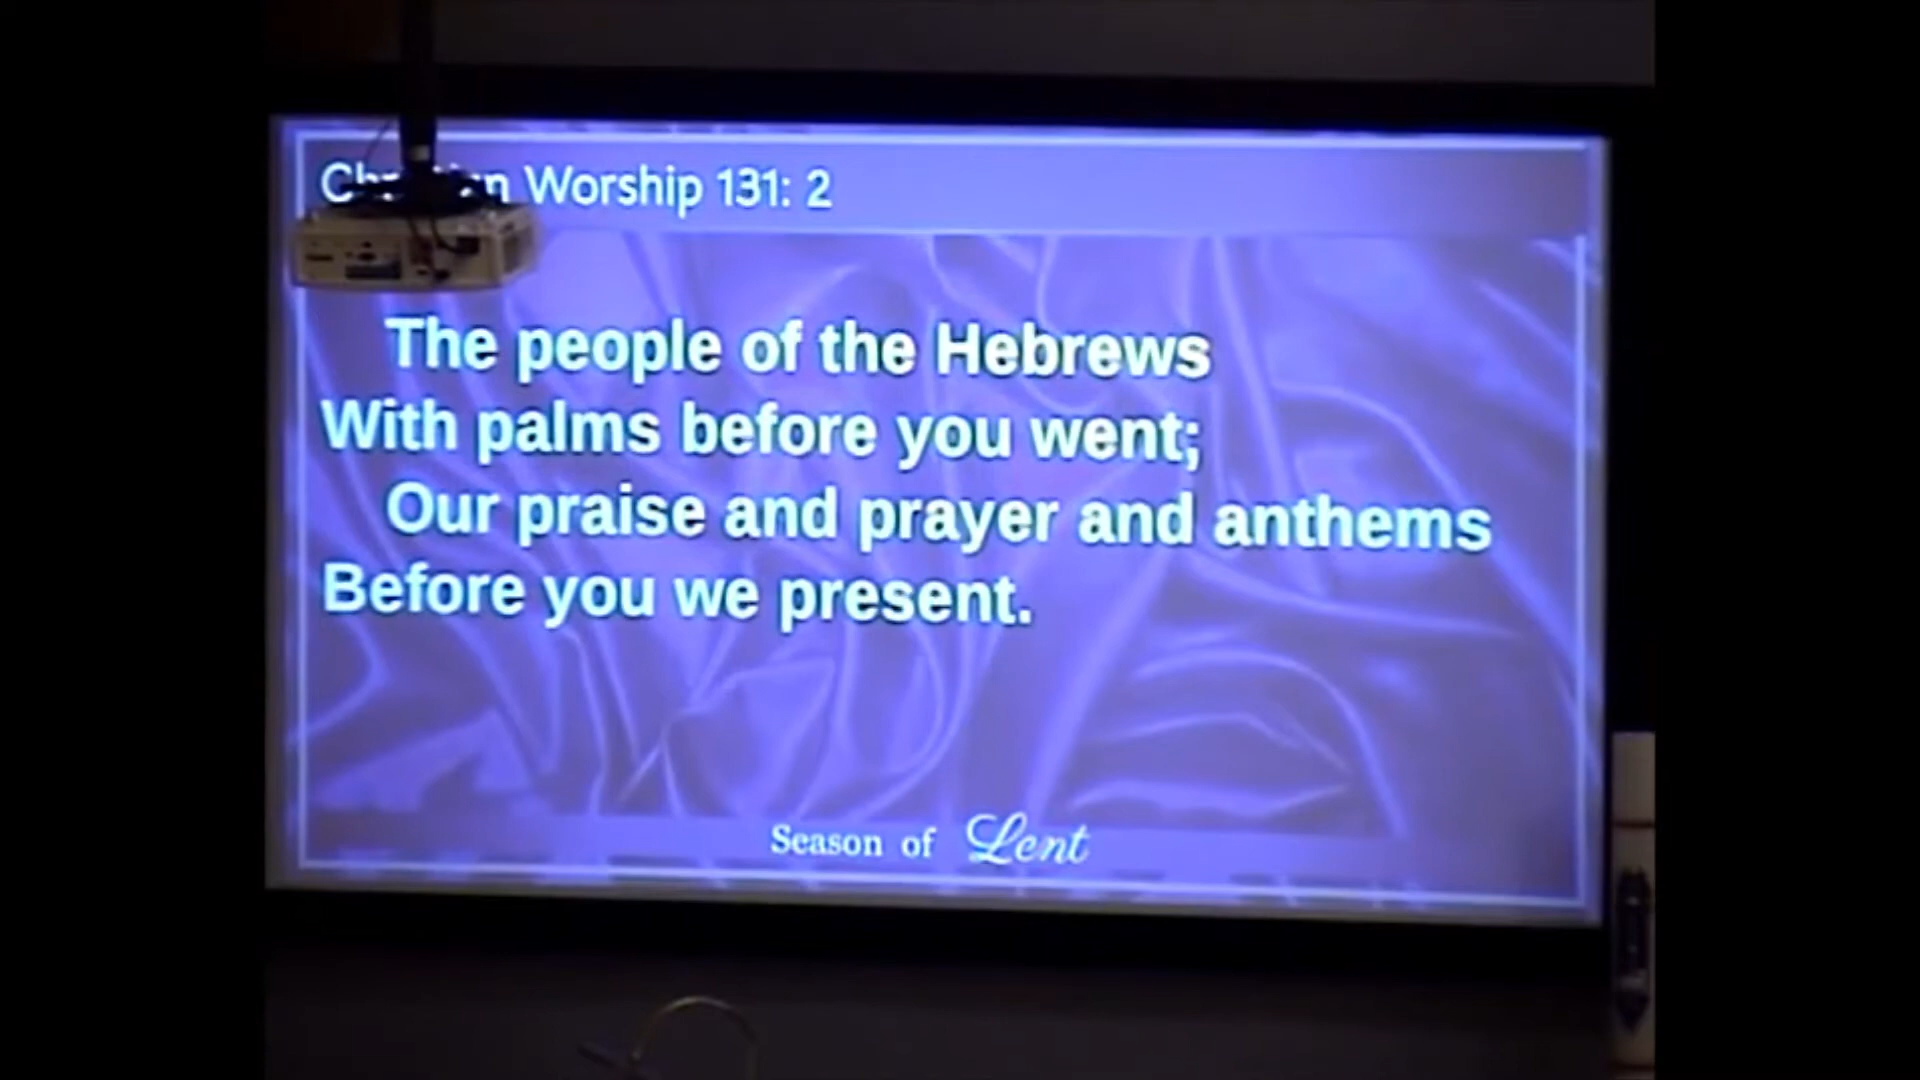 Worship 131: 2
The people of the Hebrews
With palms before you went;
Our praise and prayer and anthems
Before you we present.
Season of Lent